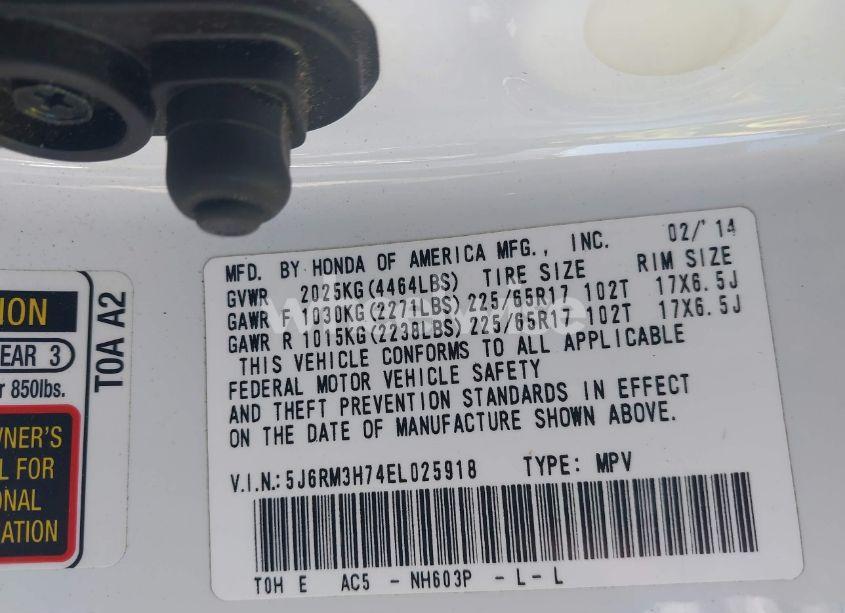 MFD. BY HONDA OF AMERICA MFG., INC. 02/'14
GVWR 2025KG(4464LBS) TIRE SIZE RIM SIZE
GAWR F 1030KG(2271LBS) 225/65R17 102T 17X6.5J
GAWR R 1015KG(2238LBS) 225/65R17 102T 17X6.5J
THIS VEHICLE CONFORMS TO ALL APPLICABLE
FEDERAL MOTOR VEHICLE SAFETY
AND THEFT PREVENTION STANDARDS IN EFFECT
ON THE DATE OF MANUFACTURE SHOWN ABOVE.
V.I.N.: 5J6RM3H74EL025918 TYPE: MPV
T0H E AC5 - NH603P - L - L
T0A A2
ION
EAR 3
r 850lbs.
WNER'S
L FOR
ONAL
ATION